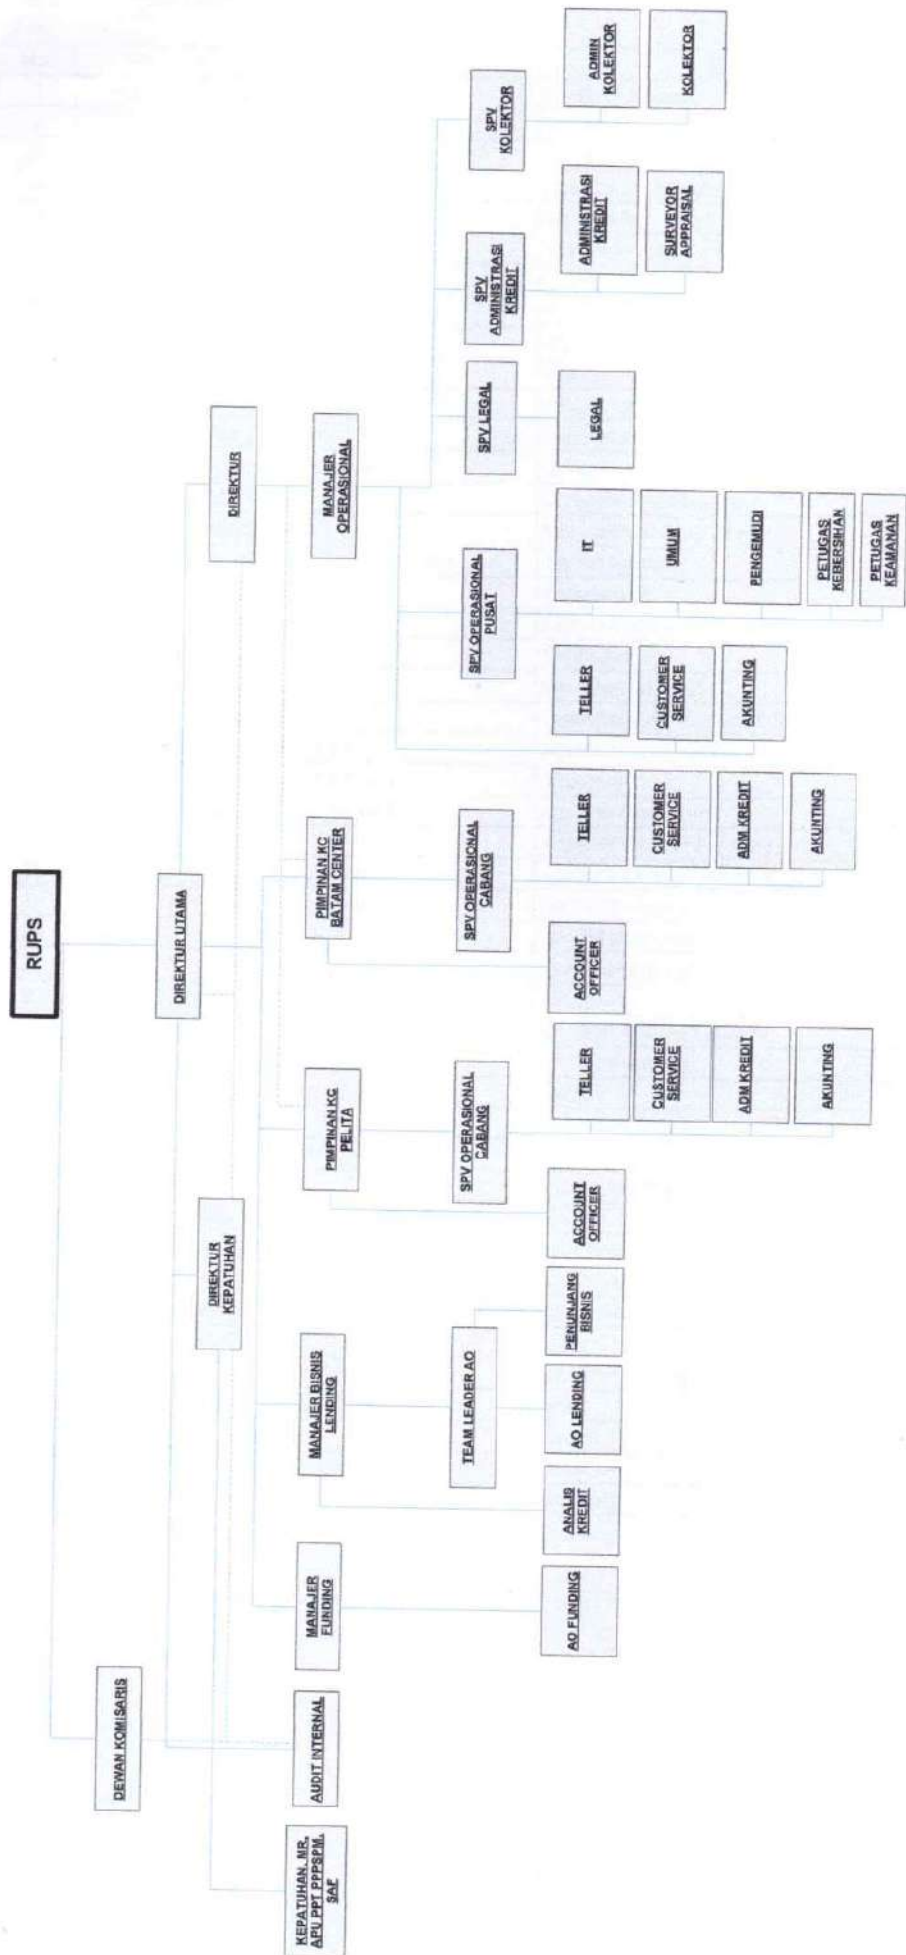 RUPS
DEWAN KOMISARIS
DIREKTUR UTAMA
DIREKTUR
KEPATUHAN
DIREKTUR
KEPATUHAN, MR,
APU PPT PPPSPM,
SAF
AUDIT INTERNAL
MANAJER
FUNDING
MANAJER BISNIS
LENDING
PIMPINAN KC
PELITA
PIMPINAN KC
BATAM CENTER
MANAJER
OPERASIONAL
TEAM LEADER AO
SPV OPERASIONAL
CABANG
SPV OPERASIONAL
CABANG
SPV OPERASIONAL
PUSAT
SPV LEGAL
SPV
ADMINISTRASI
KREDIT
SPV
KOLEKTOR
AO FUNDING
ANALIS
KREDIT
AO LENDING
PENUNJANG
BISNIS
ACCOUNT
OFFICER
TELLER
CUSTOMER
SERVICE
ADM KREDIT
AKUNTING
ACCOUNT
OFFICER
TELLER
CUSTOMER
SERVICE
ADM KREDIT
AKUNTING
TELLER
CUSTOMER
SERVICE
AKUNTING
IT
UMUM
PENGEMUDI
PETUGAS
KEBERSIHAN
PETUGAS
KEAMANAN
LEGAL
ADMINISTRASI
KREDIT
SURVEYOR
APPRAISAL
ADMIN
KOLEKTOR
KOLEKTOR